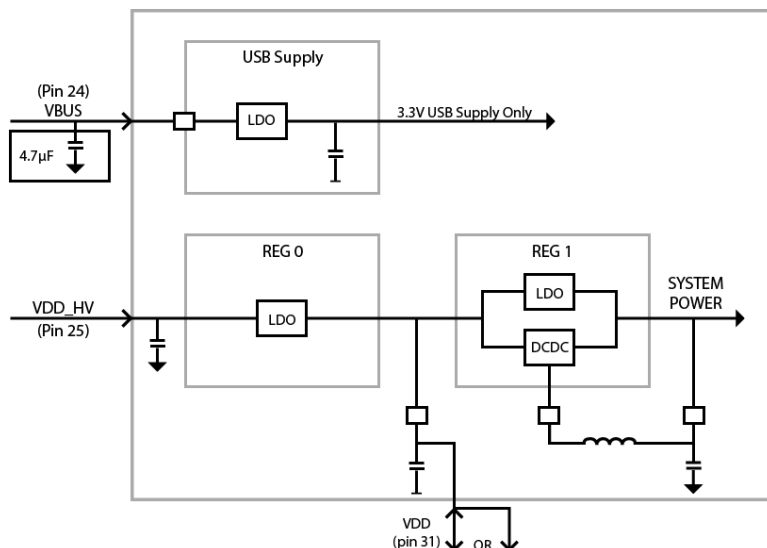 USB Supply
(Pin 24)
VBUS
LDO
3.3V USB Supply Only
4.7µF
REG 0
REG 1
VDD_HV
(Pin 25)
LDO
LDO
DCDC
SYSTEM
POWER
VDD
(pin 31)
OR